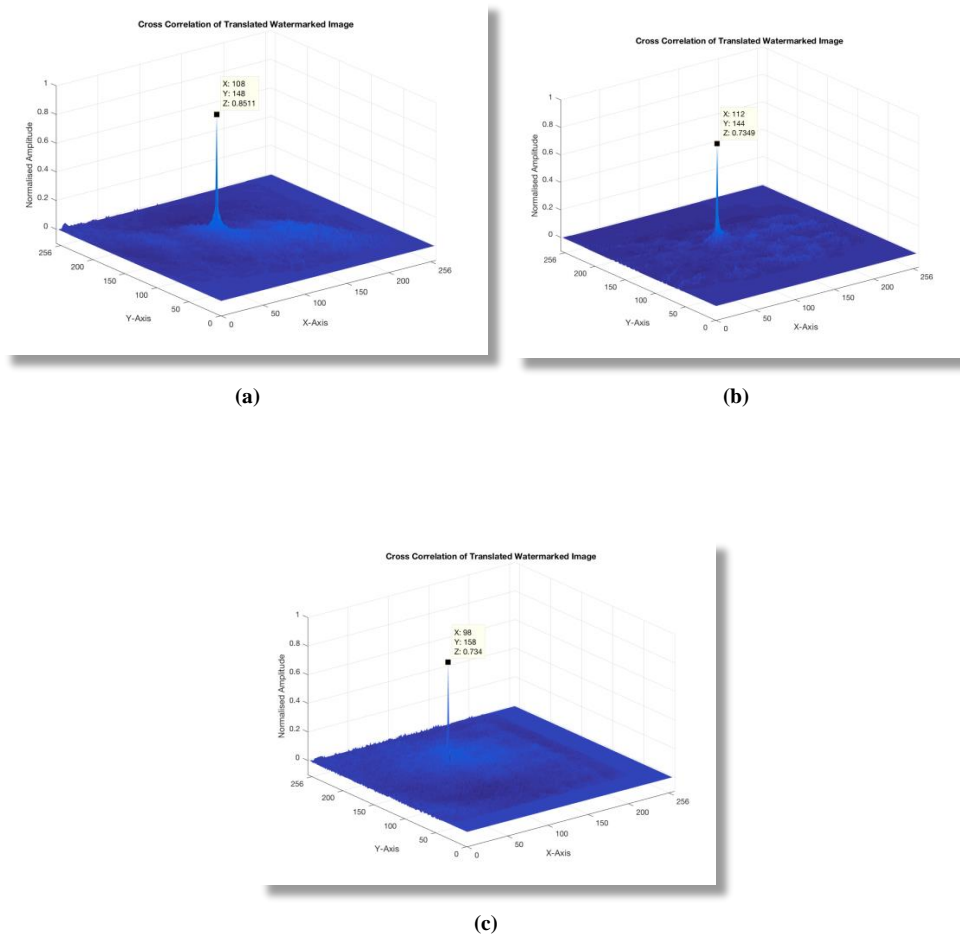 Cross Correlation of Translated Watermarked Image
X: 108
Y: 148
Z: 0.8511
1
0.8
0.6
0.4
0.2
0
Normalised Amplitude
256
200
150
100
50
0
Y-Axis
0
50
100
150
200
256
X-Axis
(a)
Cross Correlation of Translated Watermarked Image
X: 112
Y: 144
Z: 0.7349
1
0.8
0.6
0.4
0.2
0
Normalised Amplitude
256
200
150
100
50
0
Y-Axis
0
50
100
150
200
256
X-Axis
(b)
Cross Correlation of Translated Watermarked Image
X: 98
Y: 158
Z: 0.734
1
0.8
0.6
0.4
0.2
0
Normalised Amplitude
256
200
150
100
50
0
Y-Axis
0
50
100
150
200
256
X-Axis
(c)